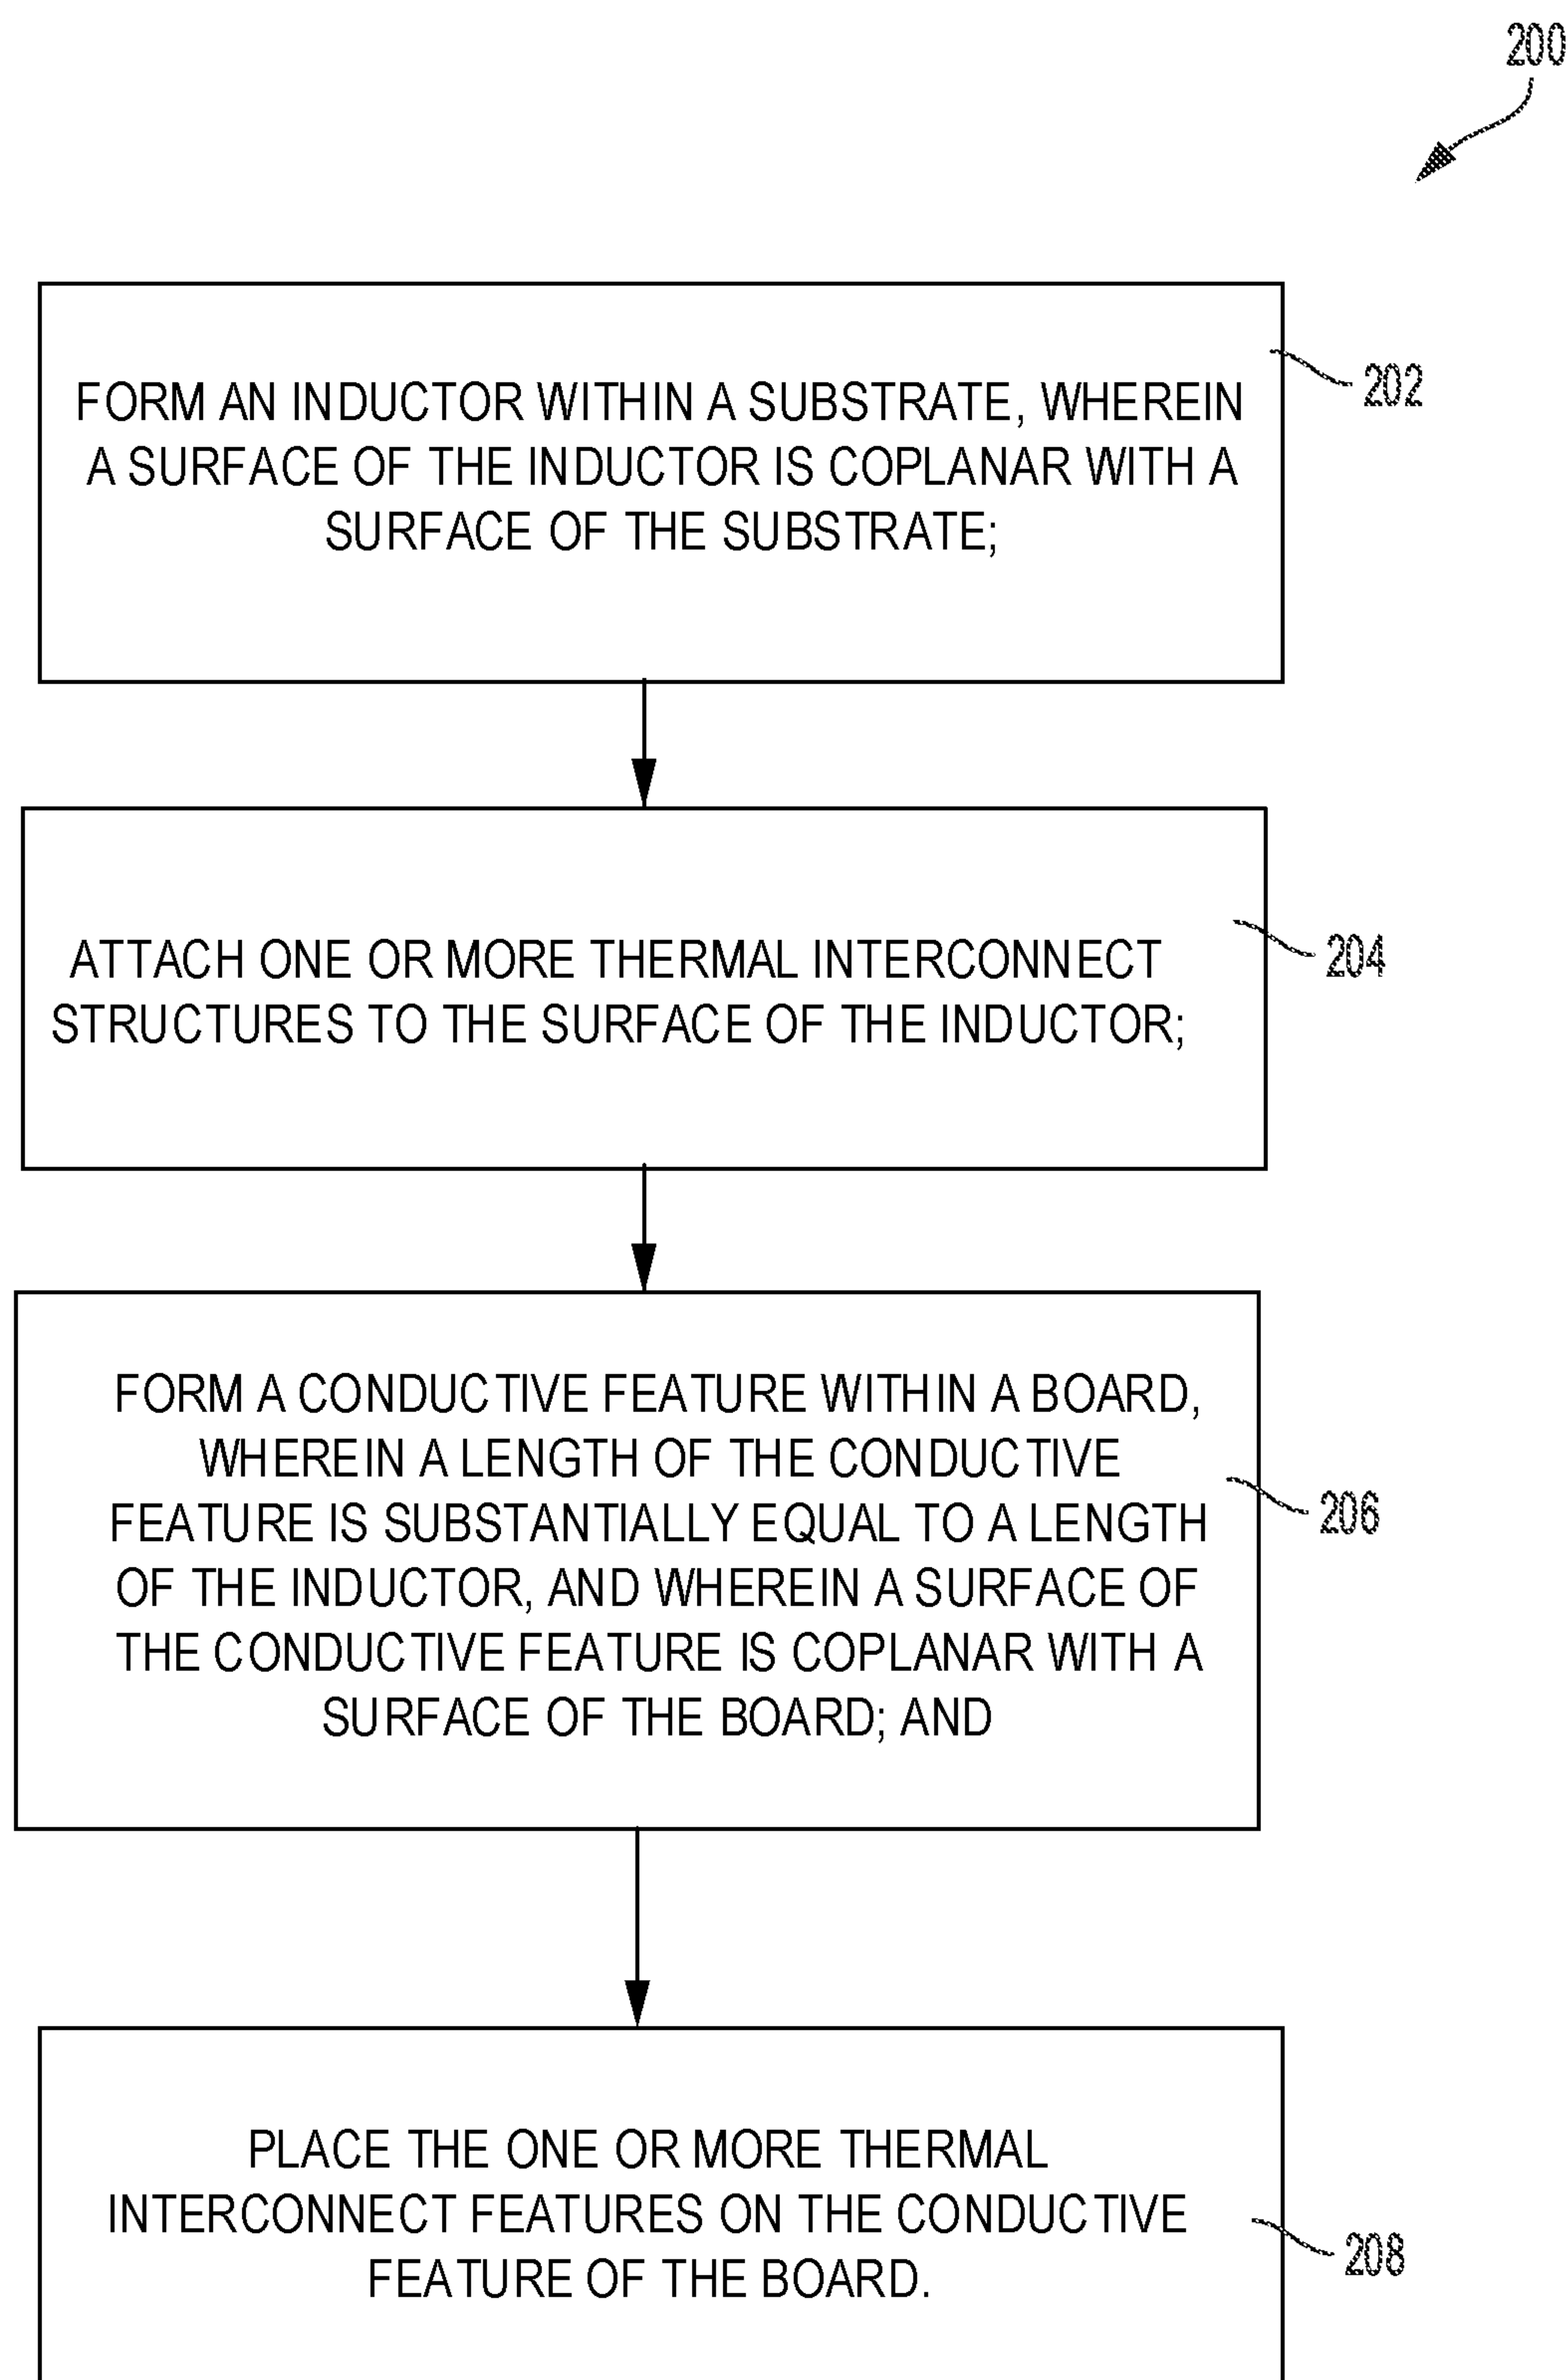 200
FORM AN INDUCTOR WITHIN A SUBSTRATE, WHEREIN
A SURFACE OF THE INDUCTOR IS COPLANAR WITH A
SURFACE OF THE SUBSTRATE;
202
ATTACH ONE OR MORE THERMAL INTERCONNECT
STRUCTURES TO THE SURFACE OF THE INDUCTOR;
204
FORM A CONDUCTIVE FEATURE WITHIN A BOARD,
WHEREIN A LENGTH OF THE CONDUCTIVE
FEATURE IS SUBSTANTIALLY EQUAL TO A LENGTH
OF THE INDUCTOR, AND WHEREIN A SURFACE OF
THE CONDUCTIVE FEATURE IS COPLANAR WITH A
SURFACE OF THE BOARD; AND
206
PLACE THE ONE OR MORE THERMAL
INTERCONNECT FEATURES ON THE CONDUCTIVE
FEATURE OF THE BOARD.
208